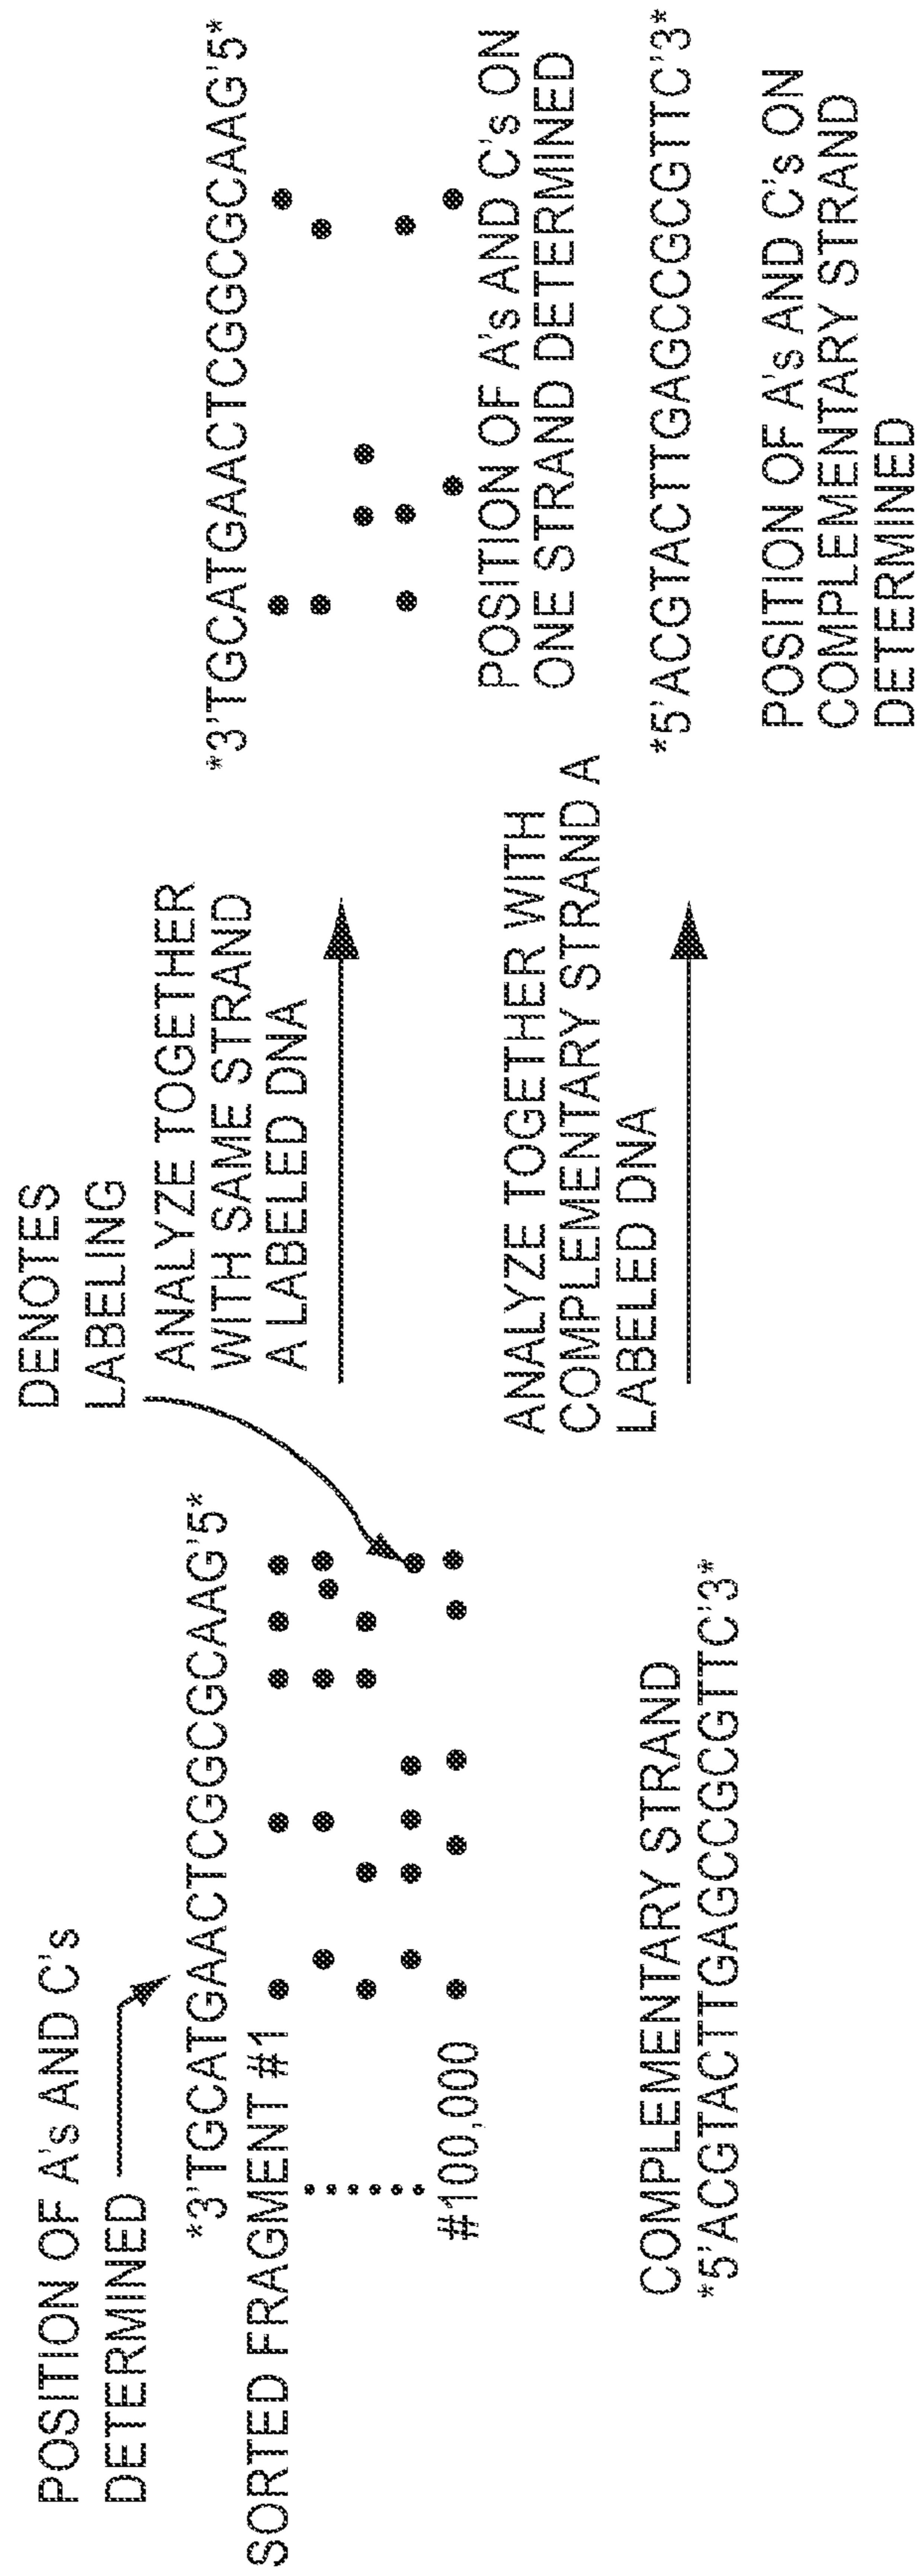 POSITION OF A's AND C's
DETERMINED
*3'TGCATGAACTCGGCGCAAG'5*
SORTED FRAGMENT #1
#100,000
COMPLEMENTARY STRAND
*5'ACGTACTTGAGCCGCGTTC'3*
DENOTES
LABELING
ANALYZE TOGETHER
WITH SAME STRAND
A LABELED DNA
ANALYZE TOGETHER WITH
COMPLEMENTARY STRAND A
LABELED DNA
*3'TGCATGAACTCGGCGCAAG'5*
POSITION OF A's AND C's ON
ONE STRAND DETERMINED
*5'ACGTACTTGAGCCGCGTTC'3*
POSITION OF A's AND C's ON
COMPLEMENTARY STRAND
DETERMINED